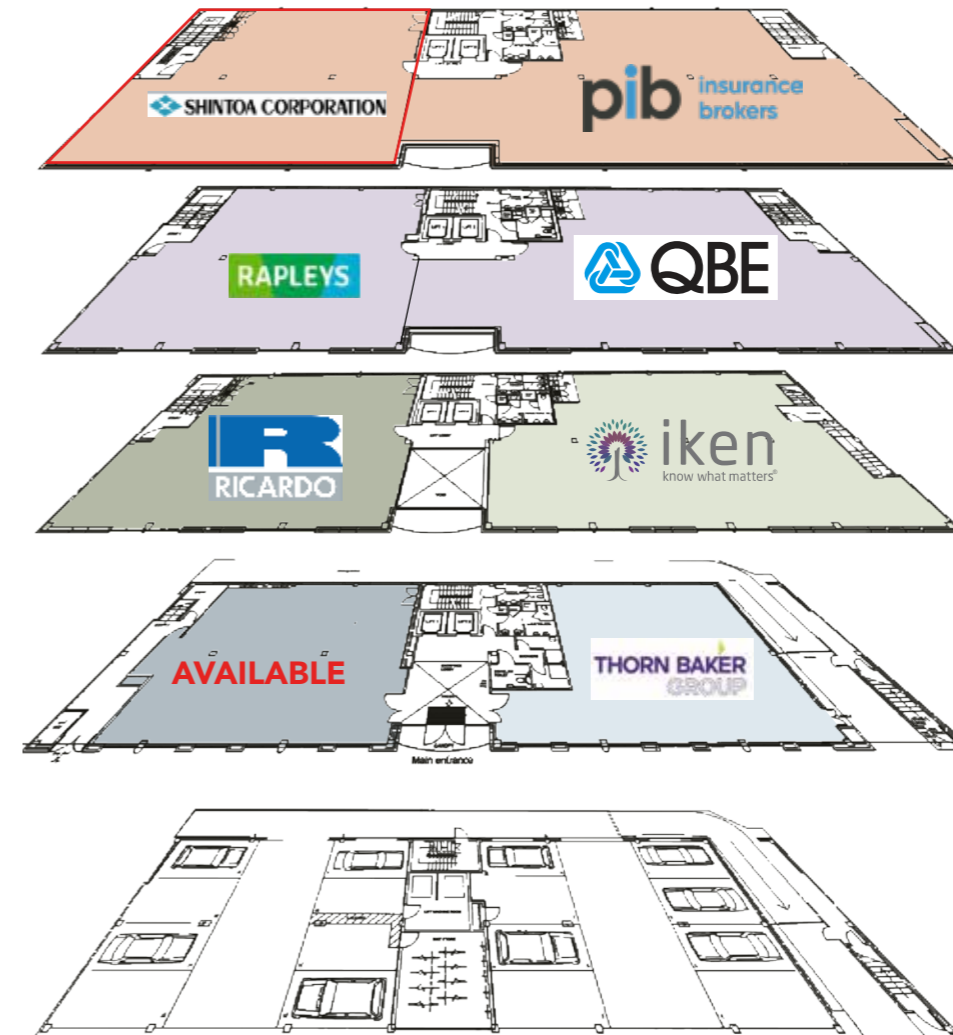 SHINTOA CORPORATION
pib insurance
brokers
RAPLEYS
QBE
RICARDO
iken
know what matters®
AVAILABLE
THORN BAKER
GROUP
Main entrance